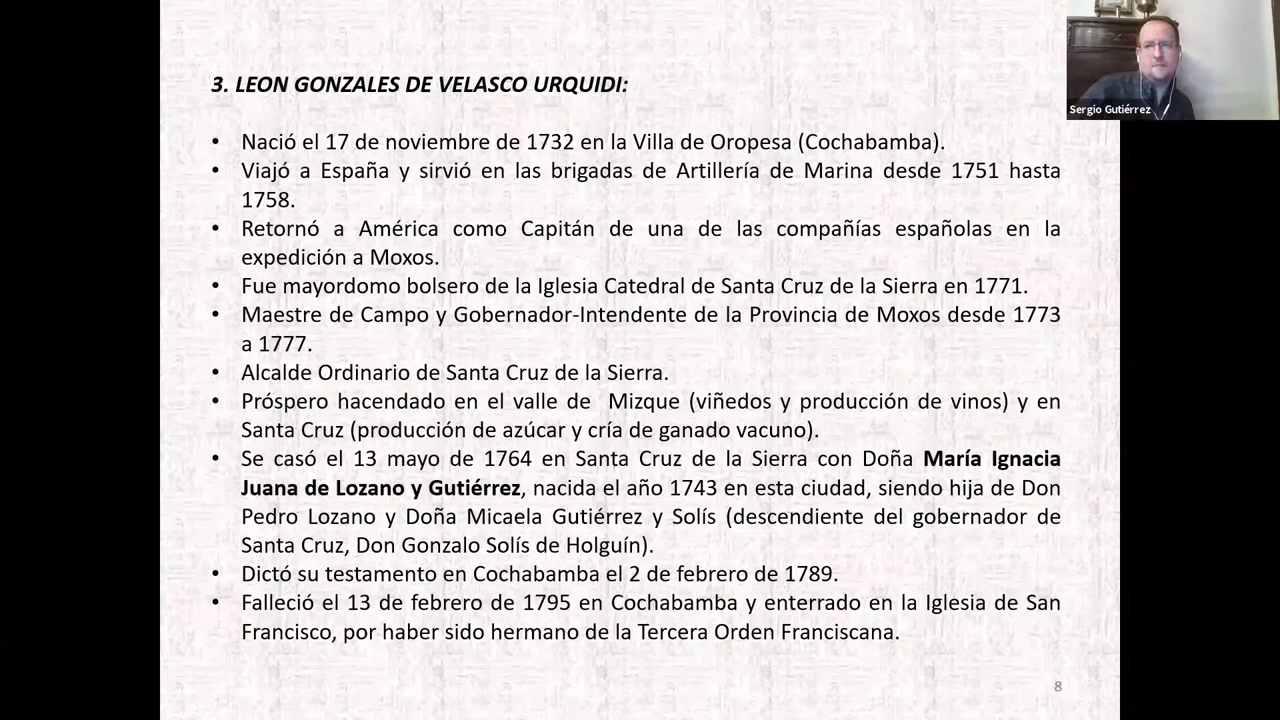 3. LEON GONZALES DE VELASCO URQUIDI:
• Nació el 17 de noviembre de 1732 en la Villa de Oropesa (Cochabamba).
• Viajó a España y sirvió en las brigadas de Artillería de Marina desde 1751 hasta
1758.
• Retornó a América como Capitán de una de las compañías españolas en la
expedición a Moxos.
• Fue mayordomo bolsero de la Iglesia Catedral de Santa Cruz de la Sierra en 1771.
• Maestre de Campo y Gobernador-Intendente de la Provincia de Moxos desde 1773
a 1777.
• Alcalde Ordinario de Santa Cruz de la Sierra.
• Próspero hacendado en el valle de  Mizque (viñedos y producción de vinos) y en
Santa Cruz (producción de azúcar y cría de ganado vacuno).
• Se casó el 13 mayo de 1764 en Santa Cruz de la Sierra con Doña María Ignacia
Juana de Lozano y Gutiérrez, nacida el año 1743 en esta ciudad, siendo hija de Don
Pedro Lozano y Doña Micaela Gutiérrez y Solís (descendiente del gobernador de
Santa Cruz, Don Gonzalo Solís de Holguín).
• Dictó su testamento en Cochabamba el 2 de febrero de 1789.
• Falleció el 13 de febrero de 1795 en Cochabamba y enterrado en la Iglesia de San
Francisco, por haber sido hermano de la Tercera Orden Franciscana.
8
Sergio Gutiérrez